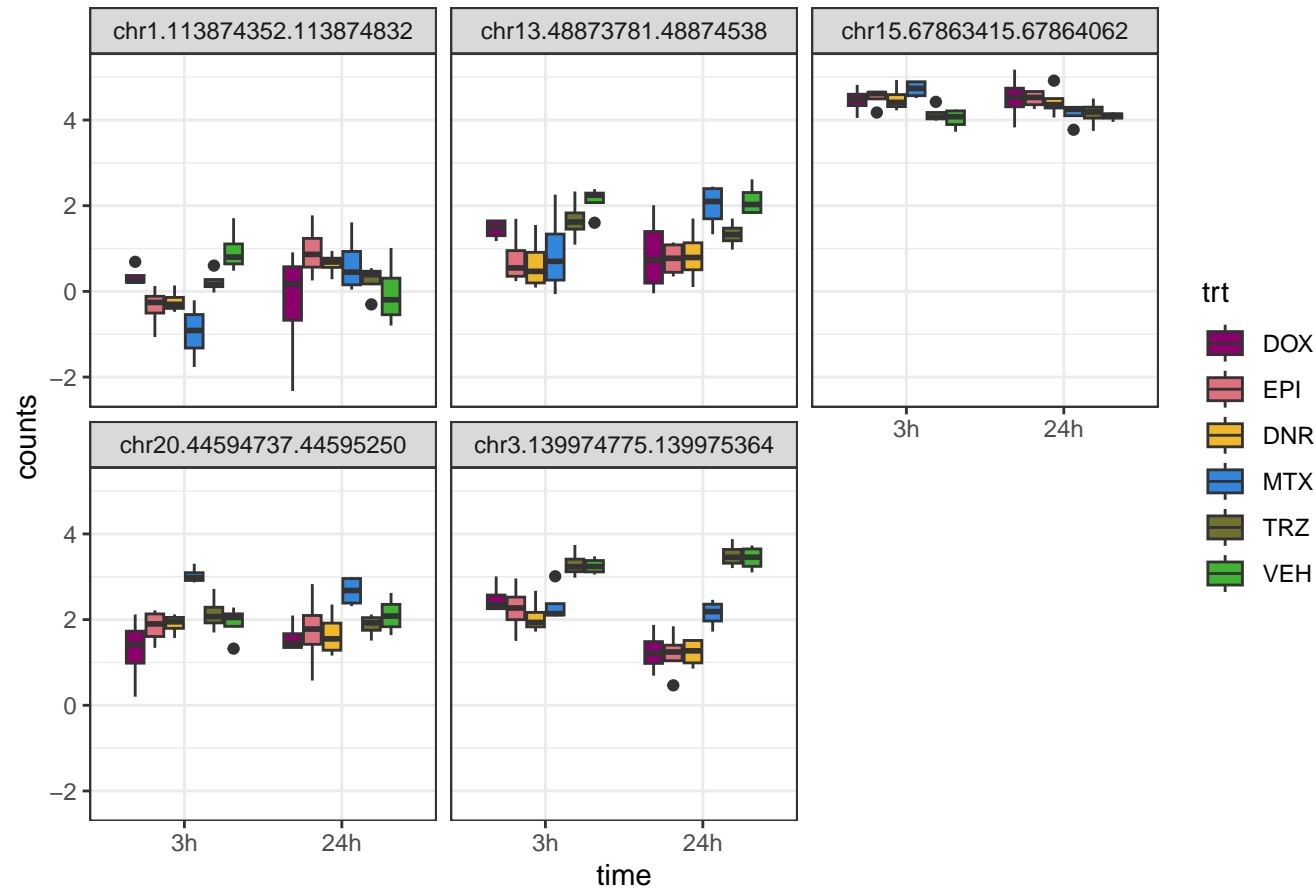 chr1.113874352.113874832
chr13.48873781.48874538
chr15.67863415.67864062
4
2
0
−2
3h
24h
chr20.44594737.44595250
chr3.139974775.139975364
4
2
0
−2
3h
24h
3h
24h
time
counts
trt
DOX
EPI
DNR
MTX
TRZ
VEH